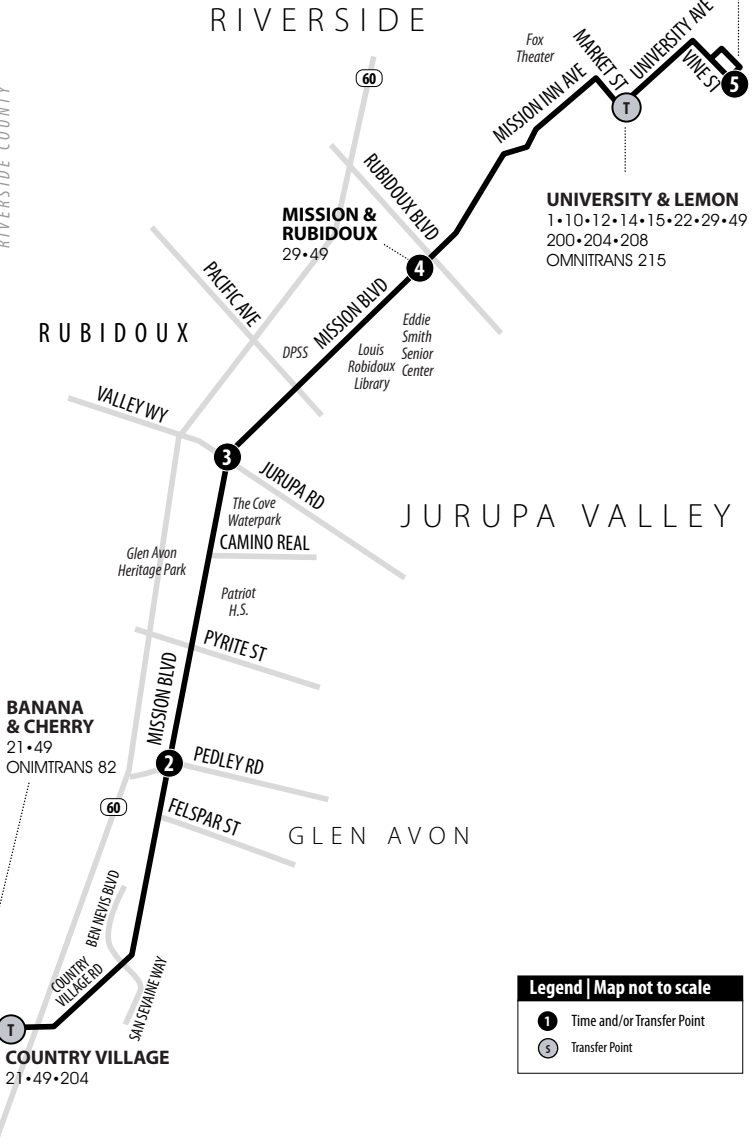 RIVERSIDE
UNIVERSITY AVE
MARKET ST
Fox
Theater
VINE ST
5
60
T
MISSION INN AVE
RIVERSIDE COUNTY
RUBIDOUX BLVD
UNIVERSITY & LEMON
1•10•12•14•15•22•29•49
200•204•208
OMNITRANS 215
MISSION &
RUBIDOUX
29•49
4
PACIFIC AVE
MISSION BLVD
RUBIDOUX
DPSS
Louis
Robidoux
Library
Eddie
Smith
Senior
Center
VALLEY WY
3
JURUPA RD
The Cove
Waterpark
JURUPA VALLEY
CAMINO REAL
Glen Avon
Heritage Park
Patriot
H.S.
PYRITE ST
MISSION BLVD
BANANA
& CHERRY
21•49
ONIMTRANS 82
2
PEDLEY RD
60
FELSPAR ST
GLEN AVON
BEN NEVIS BLVD
COUNTRY
VILLAGE RD
SAN SEVAINE WAY
T
COUNTRY VILLAGE
21•49•204
Legend | Map not to scale
1 Time and/or Transfer Point
S Transfer Point